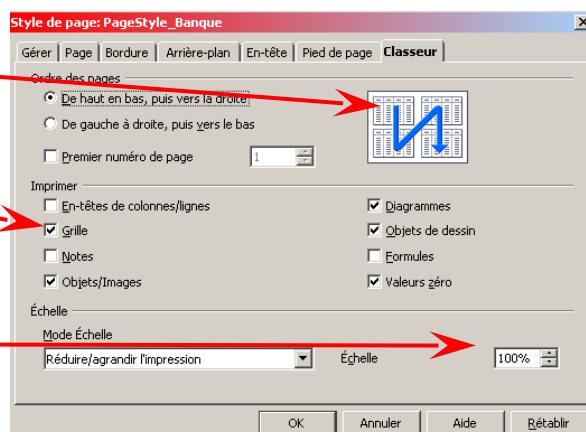 Style de page: PageStyle_Banque
Gérer Page Bordure Arrière-plan En-tête Pied de page Classeur
Ordre des pages
De haut en bas, puis vers la droite
De gauche à droite, puis vers le bas
Premier numéro de page 1
Imprimer
En-têtes de colonnes/lignes Diagrammes
Grille Objets de dessin
Notes Formules
Objets/Images Valeurs zéro
Échelle
Mode Échelle
Réduire/agrandir l'impression Échelle 100%
OK Annuler Aide Rétablir